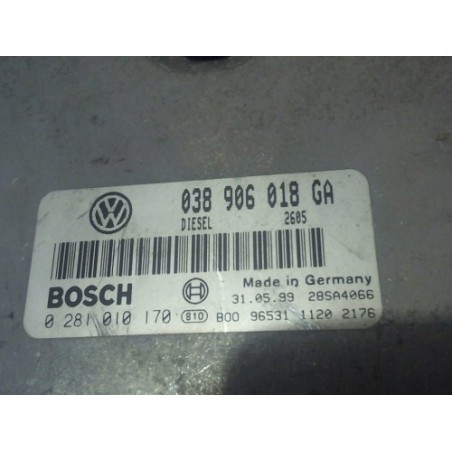 038 906 018 GA
DIESEL 2605
BOSCH
Made in Germany
31.05.99 28SA4066
0 281 010 170 810 B00 96531 1120 2176